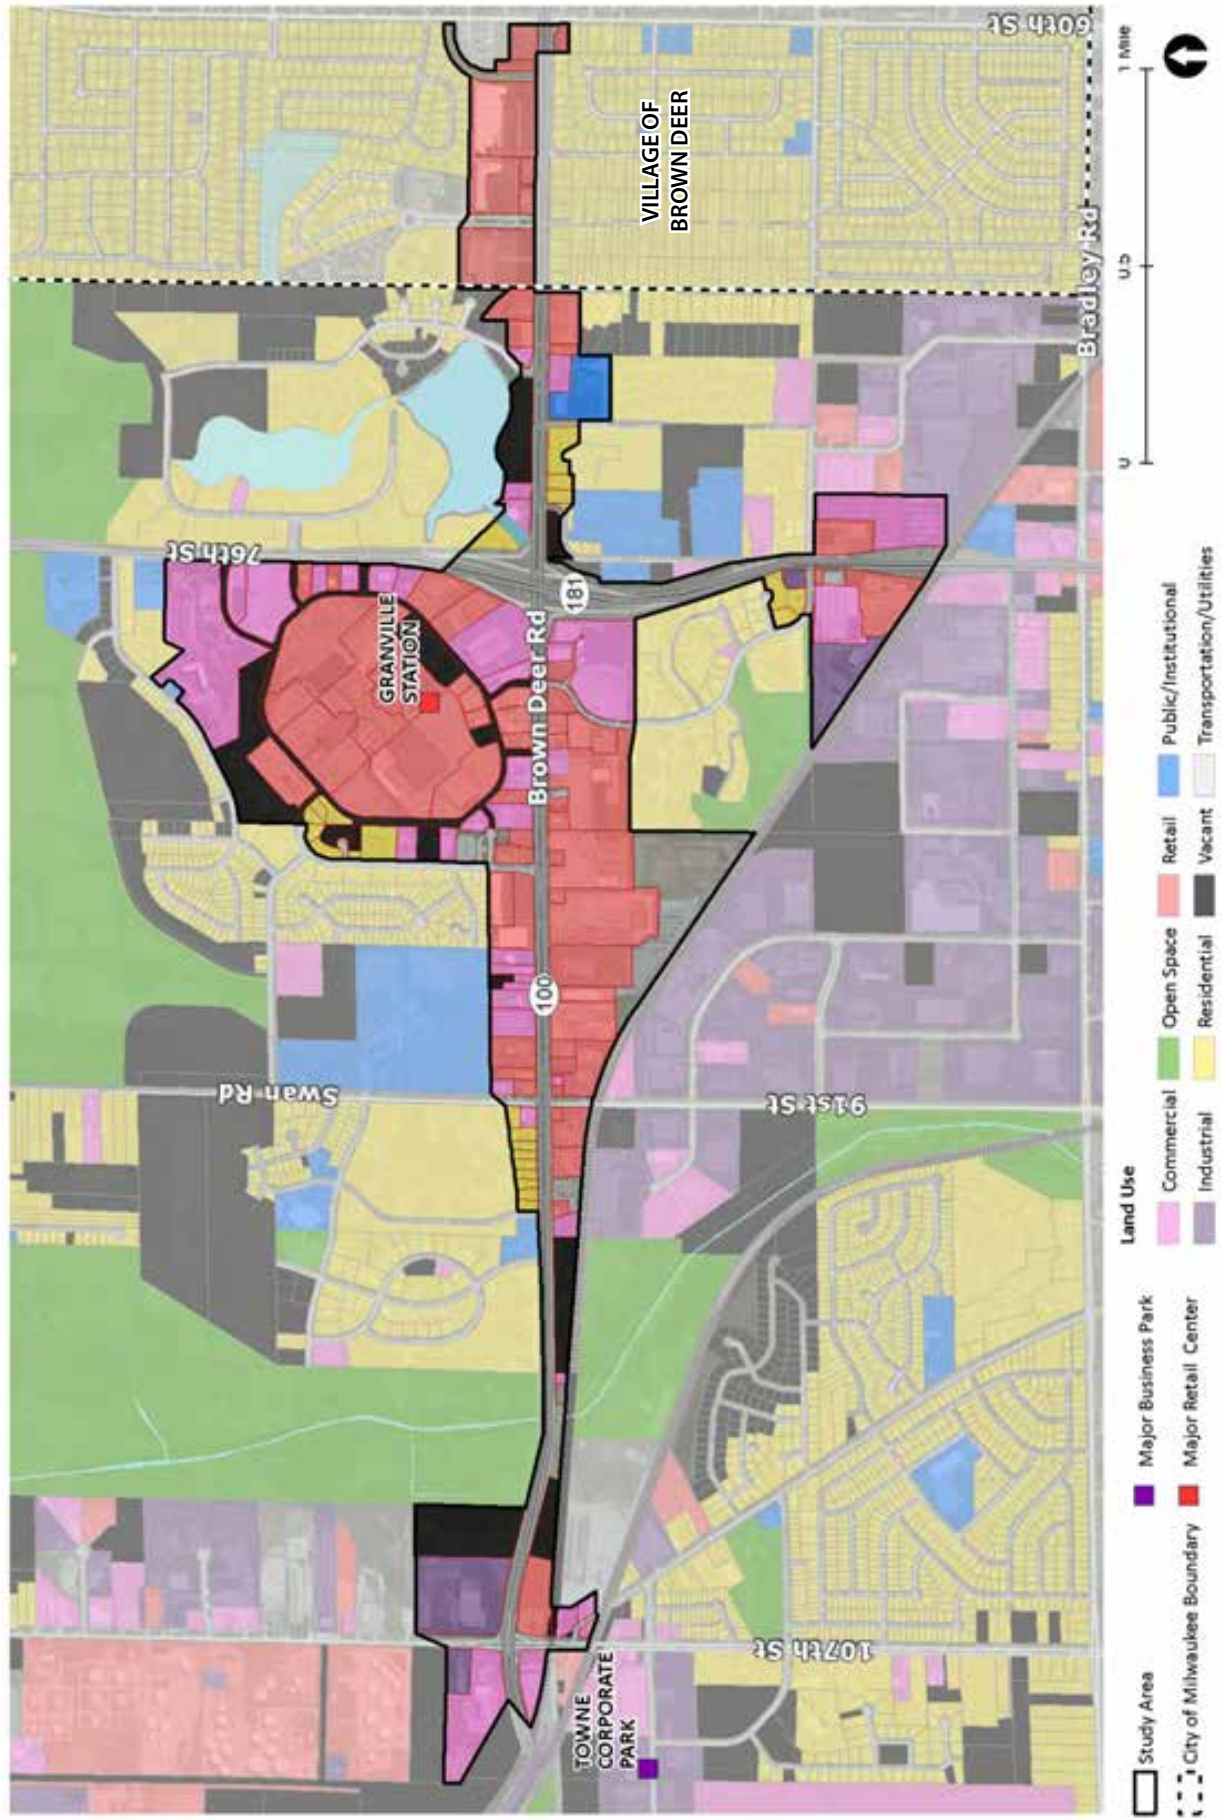 60th St
VILLAGE OF
BROWN DEER
Bradley Rd
76th St
GRANVILLE
STATION
181
Brown Deer Rd
100
Swan Rd
91st St
107th St
TOWNE
CORPORATE
PARK
0
0.5
1 Mile
Study Area
City of Milwaukee Boundary
Major Business Park
Major Retail Center
Land Use
Commercial
Industrial
Open Space
Residential
Retail
Vacant
Public/Institutional
Transportation/Utilities